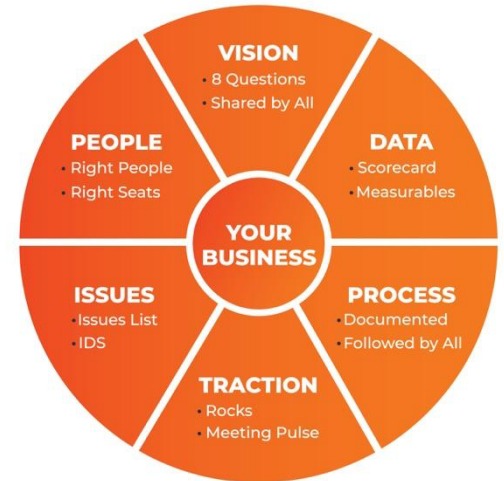 VISION
• 8 Questions
• Shared by All
DATA
• Scorecard
• Measurables
PROCESS
•Documented
•Followed by All
TRACTION
• Rocks
• Meeting Pulse
ISSUES
•Issues List
•IDS
PEOPLE
• Right People
• Right Seats
YOUR
BUSINESS